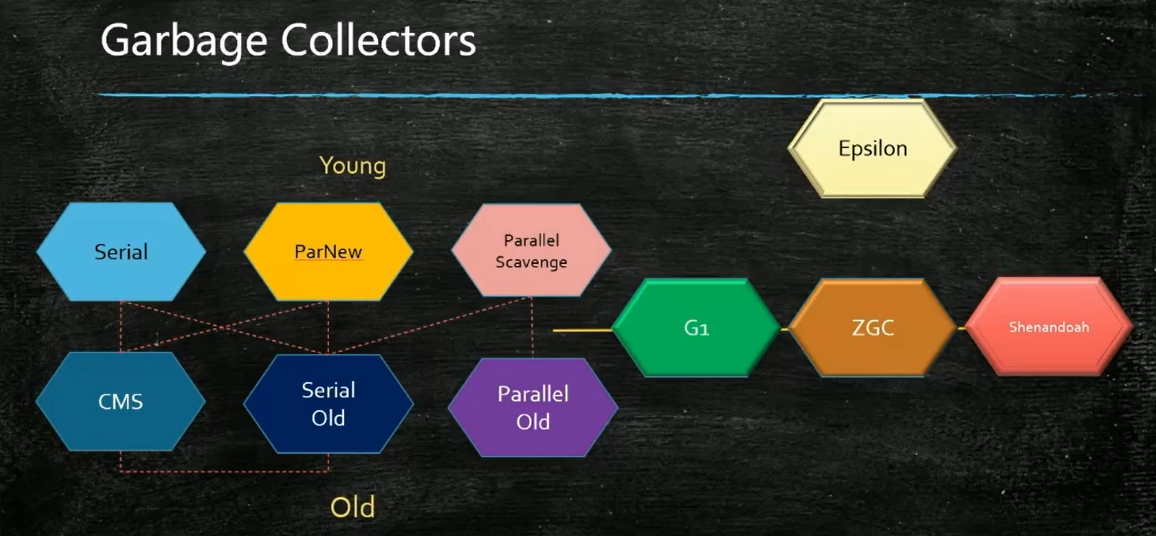 Garbage Collectors
Epsilon
Young
Serial
ParNew
Parallel
Scavenge
G1
ZGC
Shenandoah
CMS
Serial
Old
Parallel
Old
Old